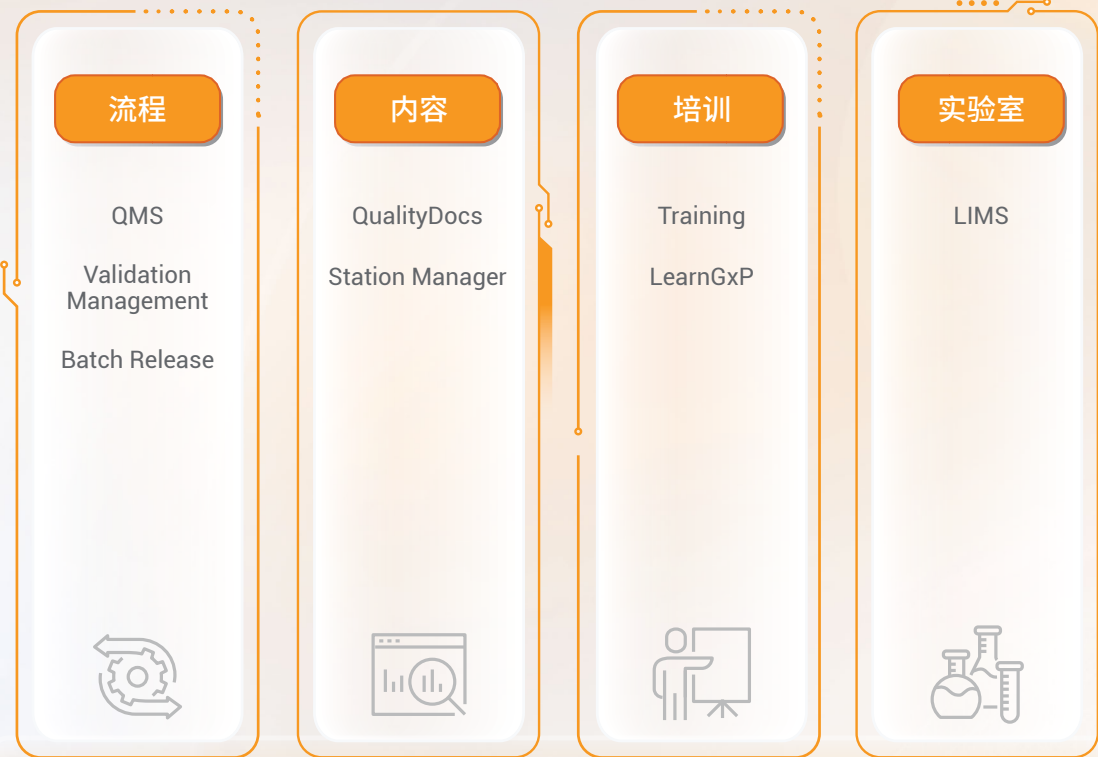 流程
QMS
Validation
Management
Batch Release
内容
QualityDocs
Station Manager
培训
Training
LearnGxP
实验室
LIMS